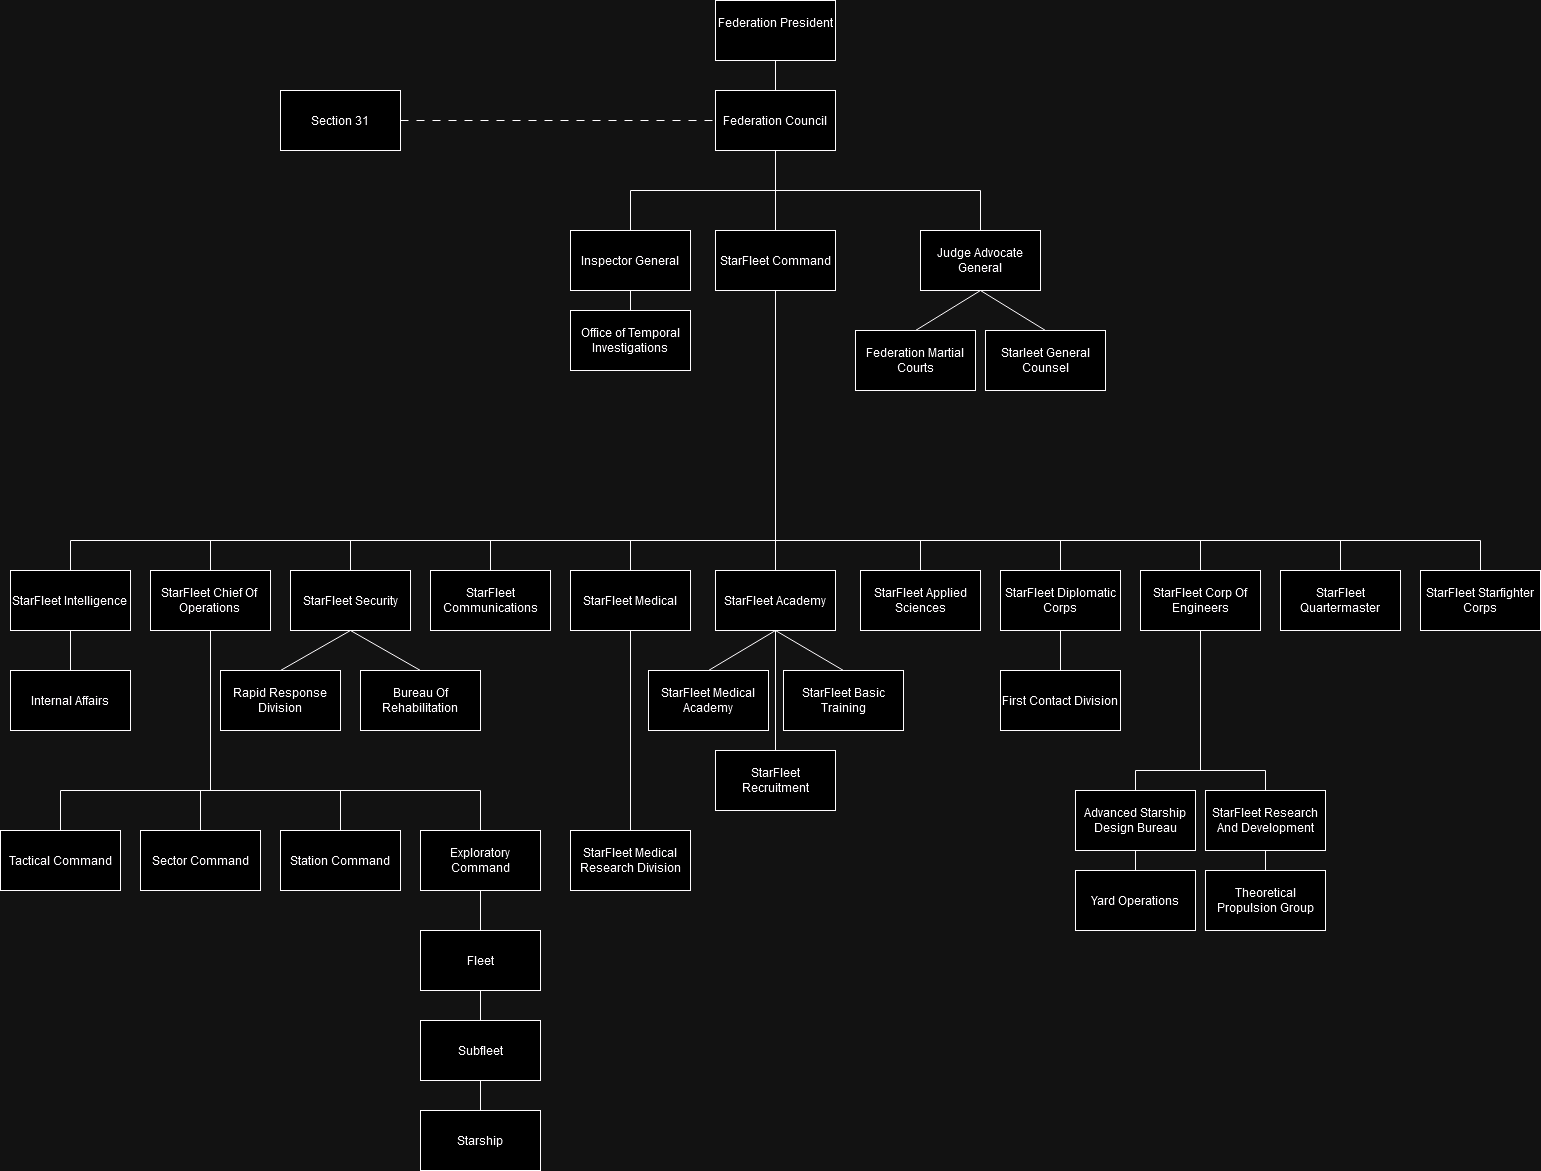 Federation President
Section 31
Federation Council
Inspector General
StarFleet Command
Judge Advocate
General
Office of Temporal
Investigations
Federation Martial
Courts
Starleet General
Counsel
StarFleet Intelligence
StarFleet Chief Of
Operations
StarFleet Security
StarFleet
Communications
StarFleet Medical
StarFleet Academy
StarFleet Applied
Sciences
StarFleet Diplomatic
Corps
StarFleet Corp Of
Engineers
StarFleet
Quartermaster
StarFleet Starfighter
Corps
Internal Affairs
Rapid Response
Division
Bureau Of
Rehabilitation
StarFleet Medical
Academy
StarFleet Basic
Training
First Contact Division
StarFleet
Recruitment
Advanced Starship
Design Bureau
StarFleet Research
And Development
Tactical Command
Sector Command
Station Command
Exploratory
Command
StarFleet Medical
Research Division
Yard Operations
Theoretical
Propulsion Group
Fleet
Subfleet
Starship